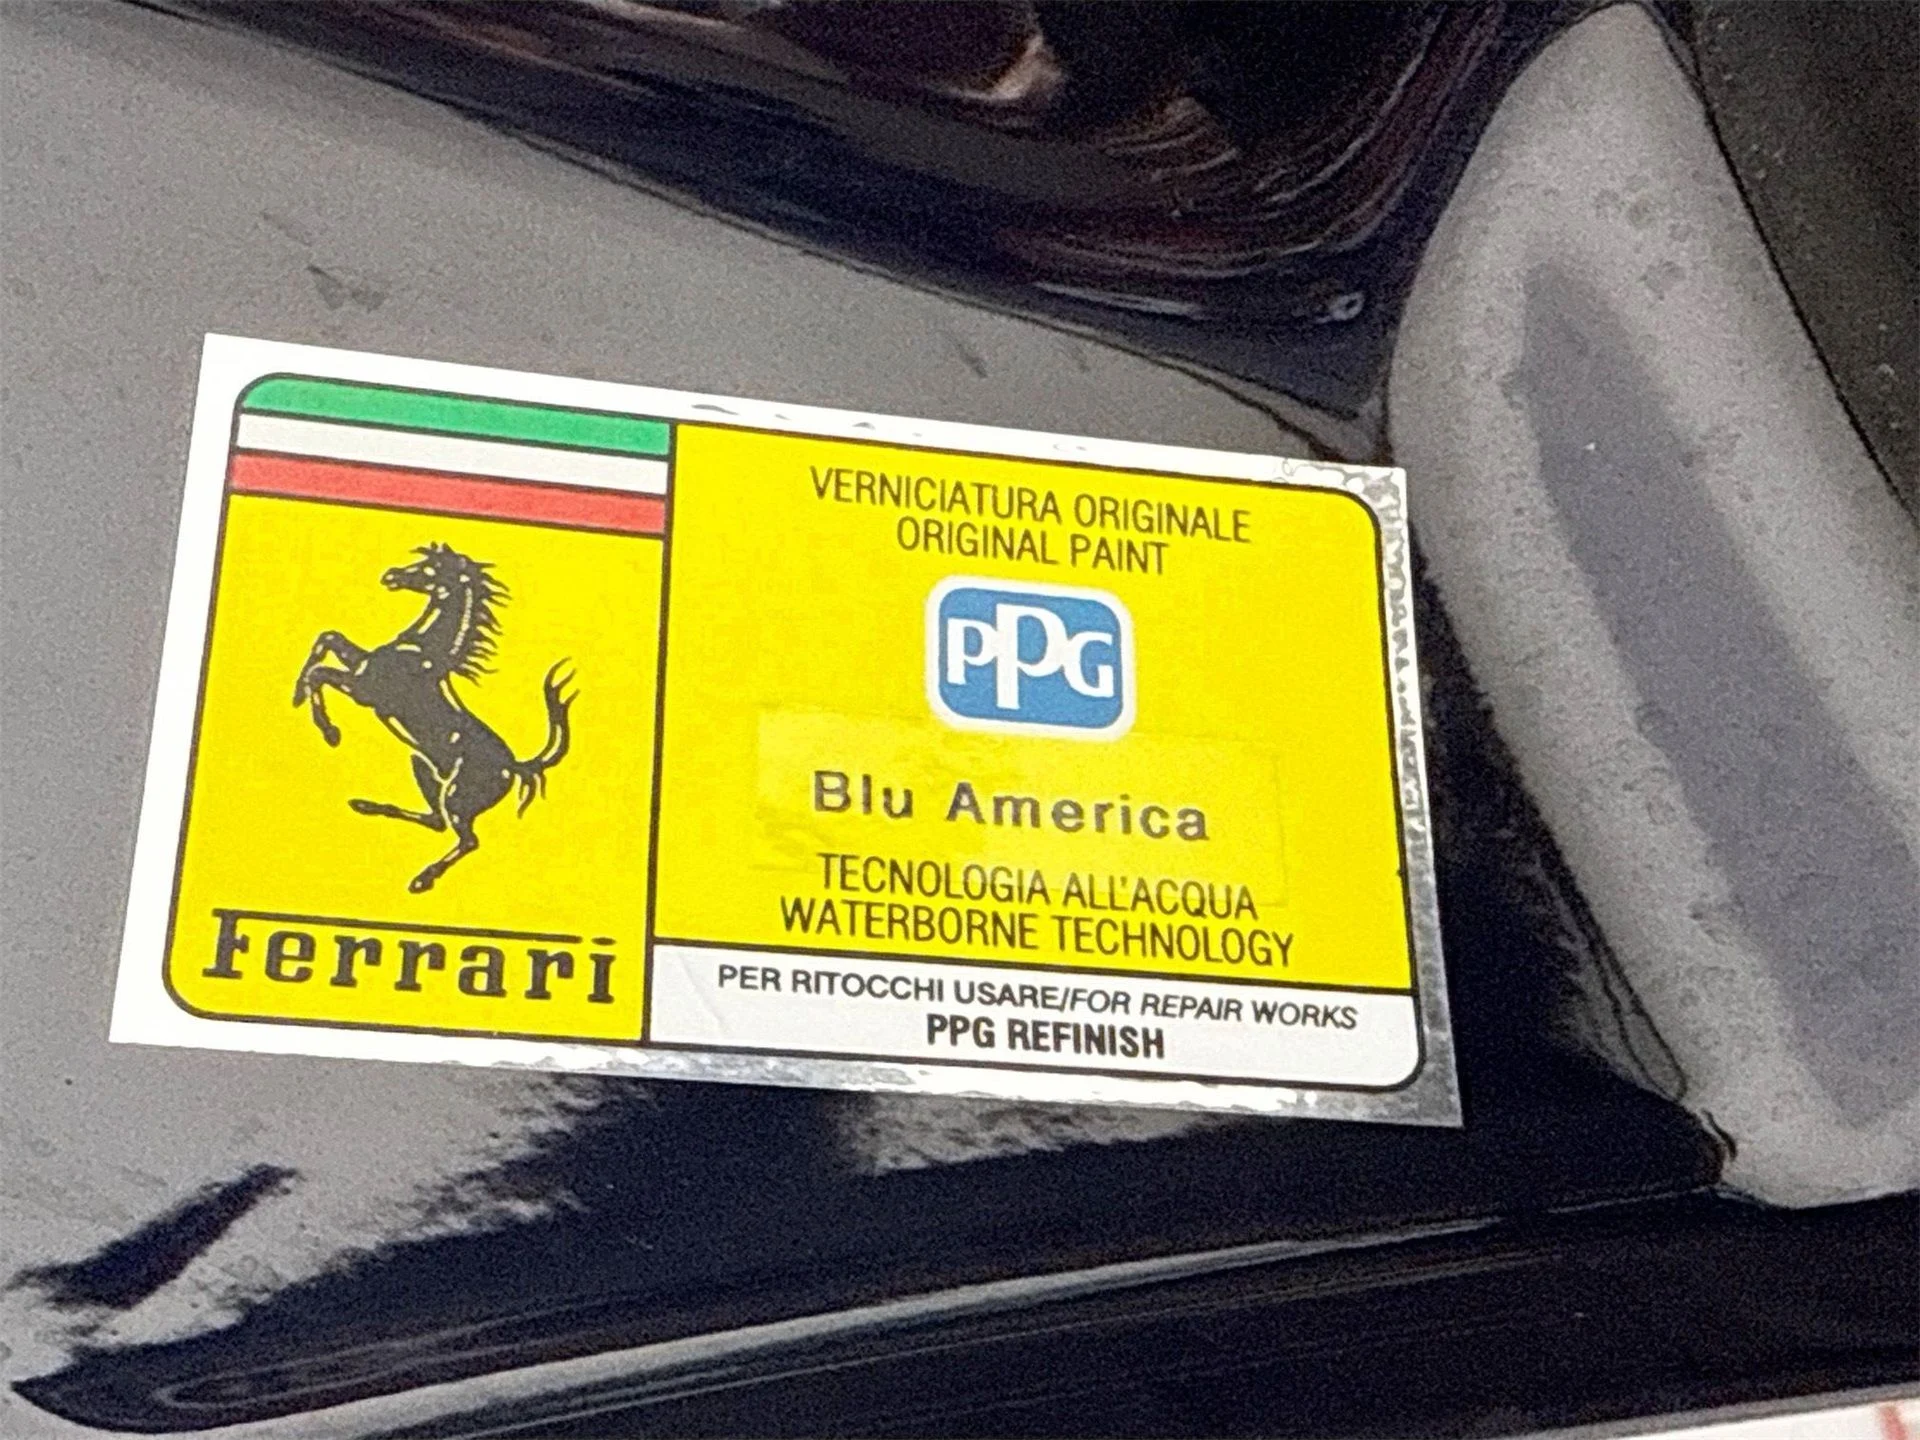 VERNICIATURA ORIGINALE
ORIGINAL PAINT
PPG
Blu America
TECNOLOGIA ALL'ACQUA
WATERBORNE TECHNOLOGY
Ferrari
PER RITOCCHI USARE/FOR REPAIR WORKS
PPG REFINISH